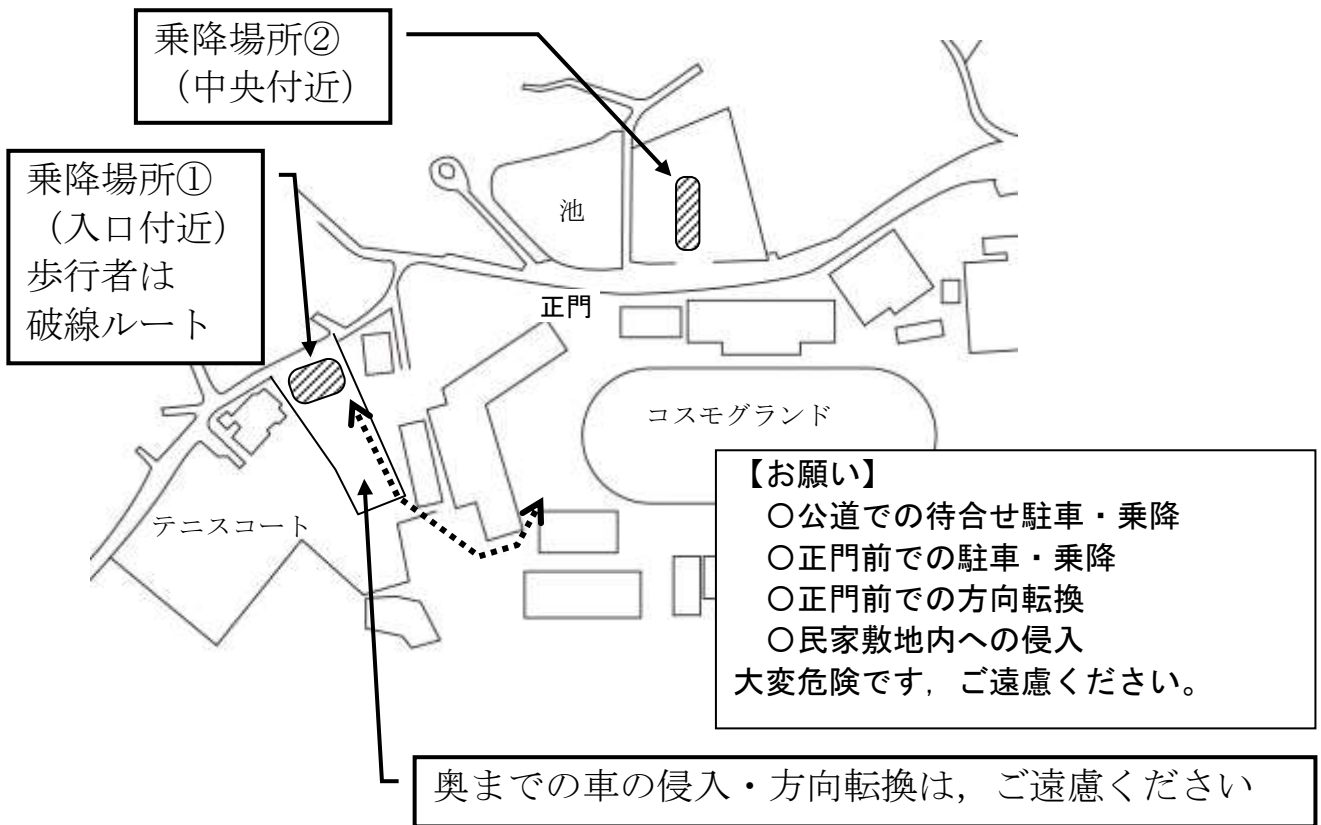 乗降場所②
（中央付近）
乗降場所①
（入口付近）
歩行者は
破線ルート
池
正門
コスモグランド
テニスコート
【お願い】
○公道での待合せ駐車・乗降
○正門前での駐車・乗降
○正門前での方向転換
○民家敷地内への侵入
大変危険です，ご遠慮ください。
奥までの車の侵入・方向転換は，ご遠慮ください